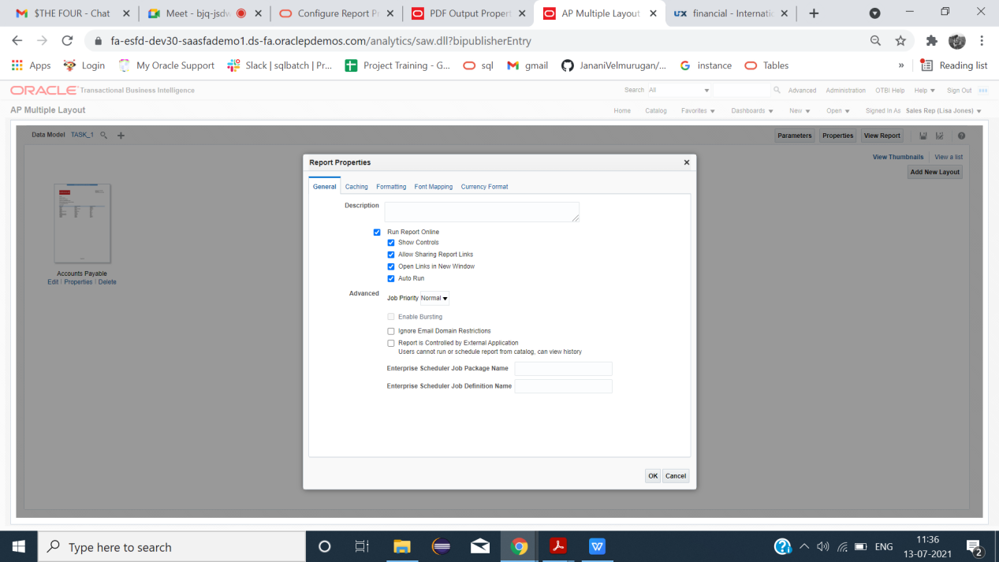 $THE FOUR - Chat
Meet - bjq-jsdw
Configure Report Pr
PDF Output Propert
AP Multiple Layout
financial - Internatio
fa-esfd-dev30-saasfademo1.ds-fa.oraclepdemos.com/analytics/saw.dll?bipublisherEntry
Apps Login My Oracle Support Slack | sqlbatch | Pr... Project Training - G... sql gmail JananiVelmurugan/... instance Tables » Reading list
ORACLE Transactional Business Intelligence Search All Advanced Administration OTBI Help Help Sign Out
AP Multiple Layout Home Catalog Favorites Dashboards New Open Signed In As Sales Rep (Lisa Jones)
Data Model TASK_1 Parameters Properties View Report
View Thumbnails View a list
Add New Layout
Accounts Payable
Edit | Properties | Delete
Report Properties
General Caching Formatting Font Mapping Currency Format
Description
Run Report Online
Show Controls
Allow Sharing Report Links
Open Links in New Window
Auto Run
Advanced Job Priority Normal
Enable Bursting
Ignore Email Domain Restrictions
Report is Controlled by External Application
Users cannot run or schedule report from catalog, can view history
Enterprise Scheduler Job Package Name
Enterprise Scheduler Job Definition Name
OK Cancel
Type here to search
ENG
11:36
13-07-2021
2